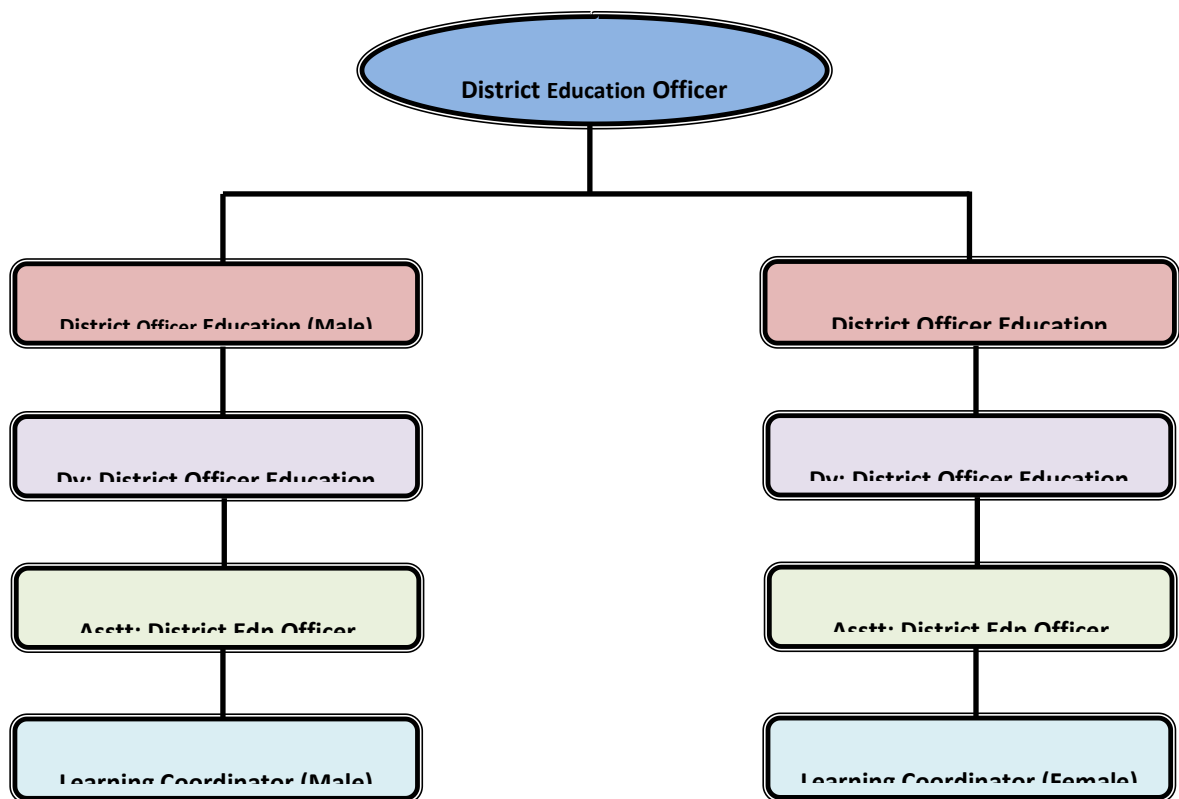 District Education Officer
District Officer Education (Male)
District Officer Education
Dy: District Officer Education
Dy: District Officer Education
Asstt: District Edn Officer
Asstt: District Edn Officer
Learning Coordinator (Male)
Learning Coordinator (Female)